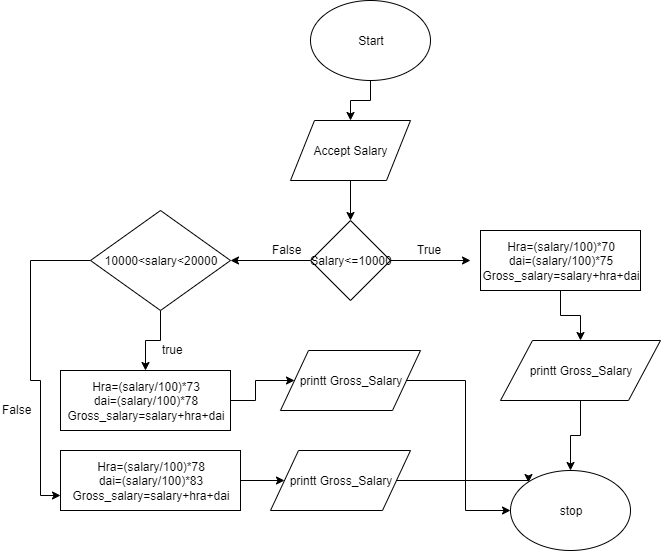 Start
Accept Salary
Salary<=10000
False
True
10000<salary<20000
Hra=(salary/100)*70
dai=(salary/100)*75
Gross_salary=salary+hra+dai
true
printt Gross_Salary
Hra=(salary/100)*73
dai=(salary/100)*78
Gross_salary=salary+hra+dai
printt Gross_Salary
False
Hra=(salary/100)*78
dai=(salary/100)*83
Gross_salary=salary+hra+dai
printt Gross_Salary
stop